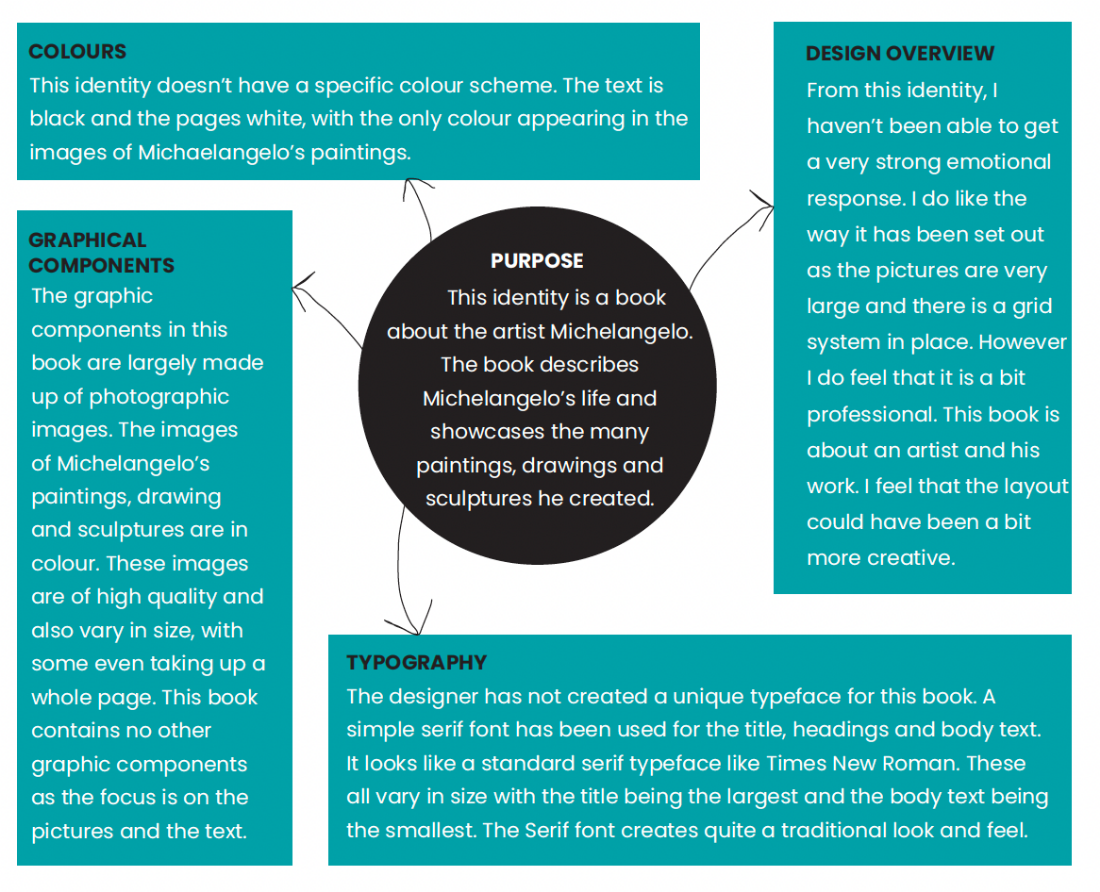 COLOURS
This identity doesn't have a specific colour scheme. The text is
black and the pages white, with the only colour appearing in the
images of Michaelangelo's paintings.
DESIGN OVERVIEW
From this identity, I
haven't been able to get
a very strong emotional
response. I do like the
way it has been set out
as the pictures are very
large and there is a grid
system in place. However
I do feel that it is a bit
professional. This book is
about an artist and his
work. I feel that the layout
could have been a bit
more creative.
GRAPHICAL
COMPONENTS
The graphic
components in this
book are largely made
up of photographic
images. The images
of Michelangelo's
paintings, drawing
and sculptures are in
colour. These images
are of high quality and
also vary in size, with
some even taking up a
whole page. This book
contains no other
graphic components
as the focus is on the
pictures and the text.
PURPOSE
This identity is a book
about the artist Michelangelo.
The book describes
Michelangelo's life and
showcases the many
paintings, drawings and
sculptures he created.
TYPOGRAPHY
The designer has not created a unique typeface for this book. A
simple serif font has been used for the title, headings and body text.
It looks like a standard serif typeface like Times New Roman. These
all vary in size with the title being the largest and the body text being
the smallest. The Serif font creates quite a traditional look and feel.